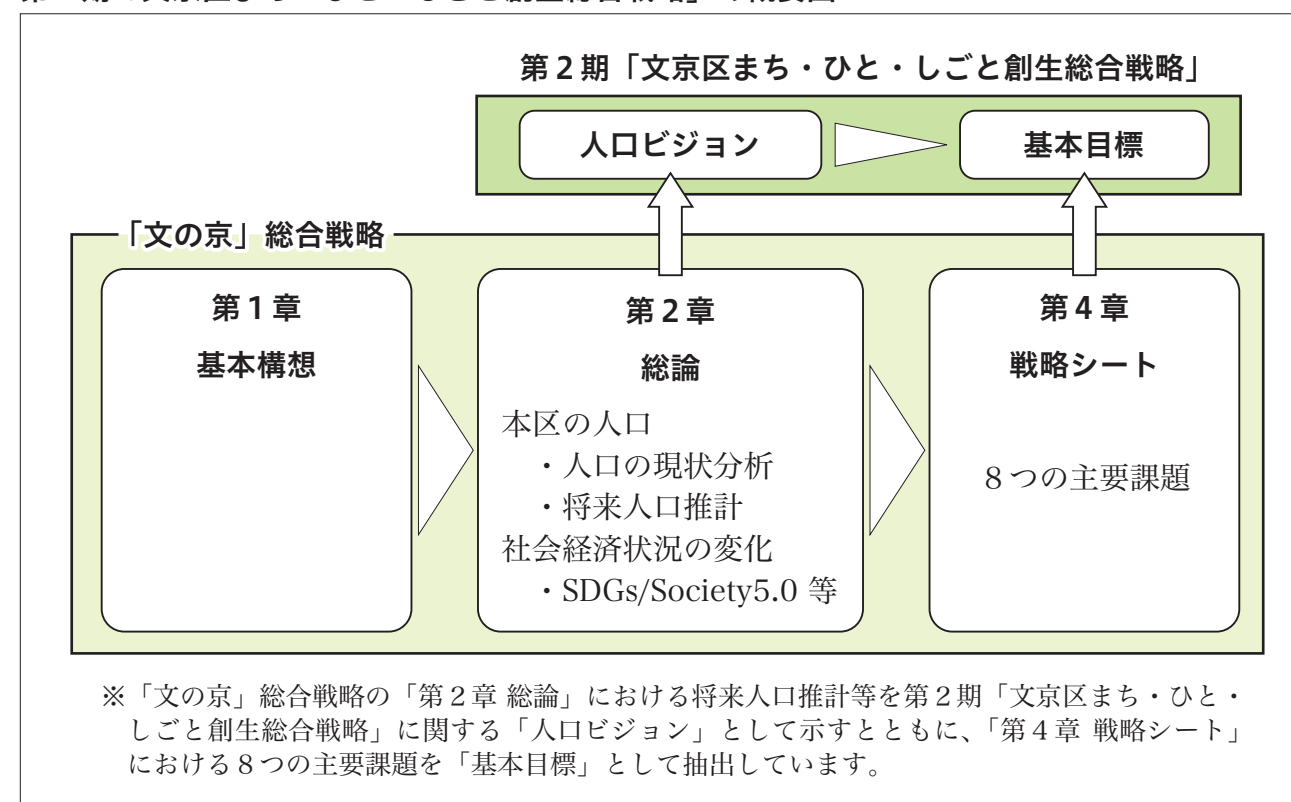 第２期「文京区まち・ひと・しごと創生総合戦略」
人口ビジョン
基本目標
「文の京」総合戦略
第１章
基本構想
第２章
総論
本区の人口
・人口の現状分析
・将来人口推計
社会経済状況の変化
・SDGs/Society5.0 等
第４章
戦略シート
８つの主要課題
※「文の京」総合戦略の「第２章 総論」における将来人口推計等を第２期「文京区まち・ひと・
しごと創生総合戦略」に関する「人口ビジョン」として示すとともに、「第４章 戦略シート」
における８つの主要課題を「基本目標」として抽出しています。